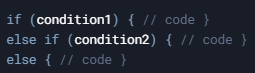 if (condition1) { // code }
else if (condition2) { // code }
else { // code }